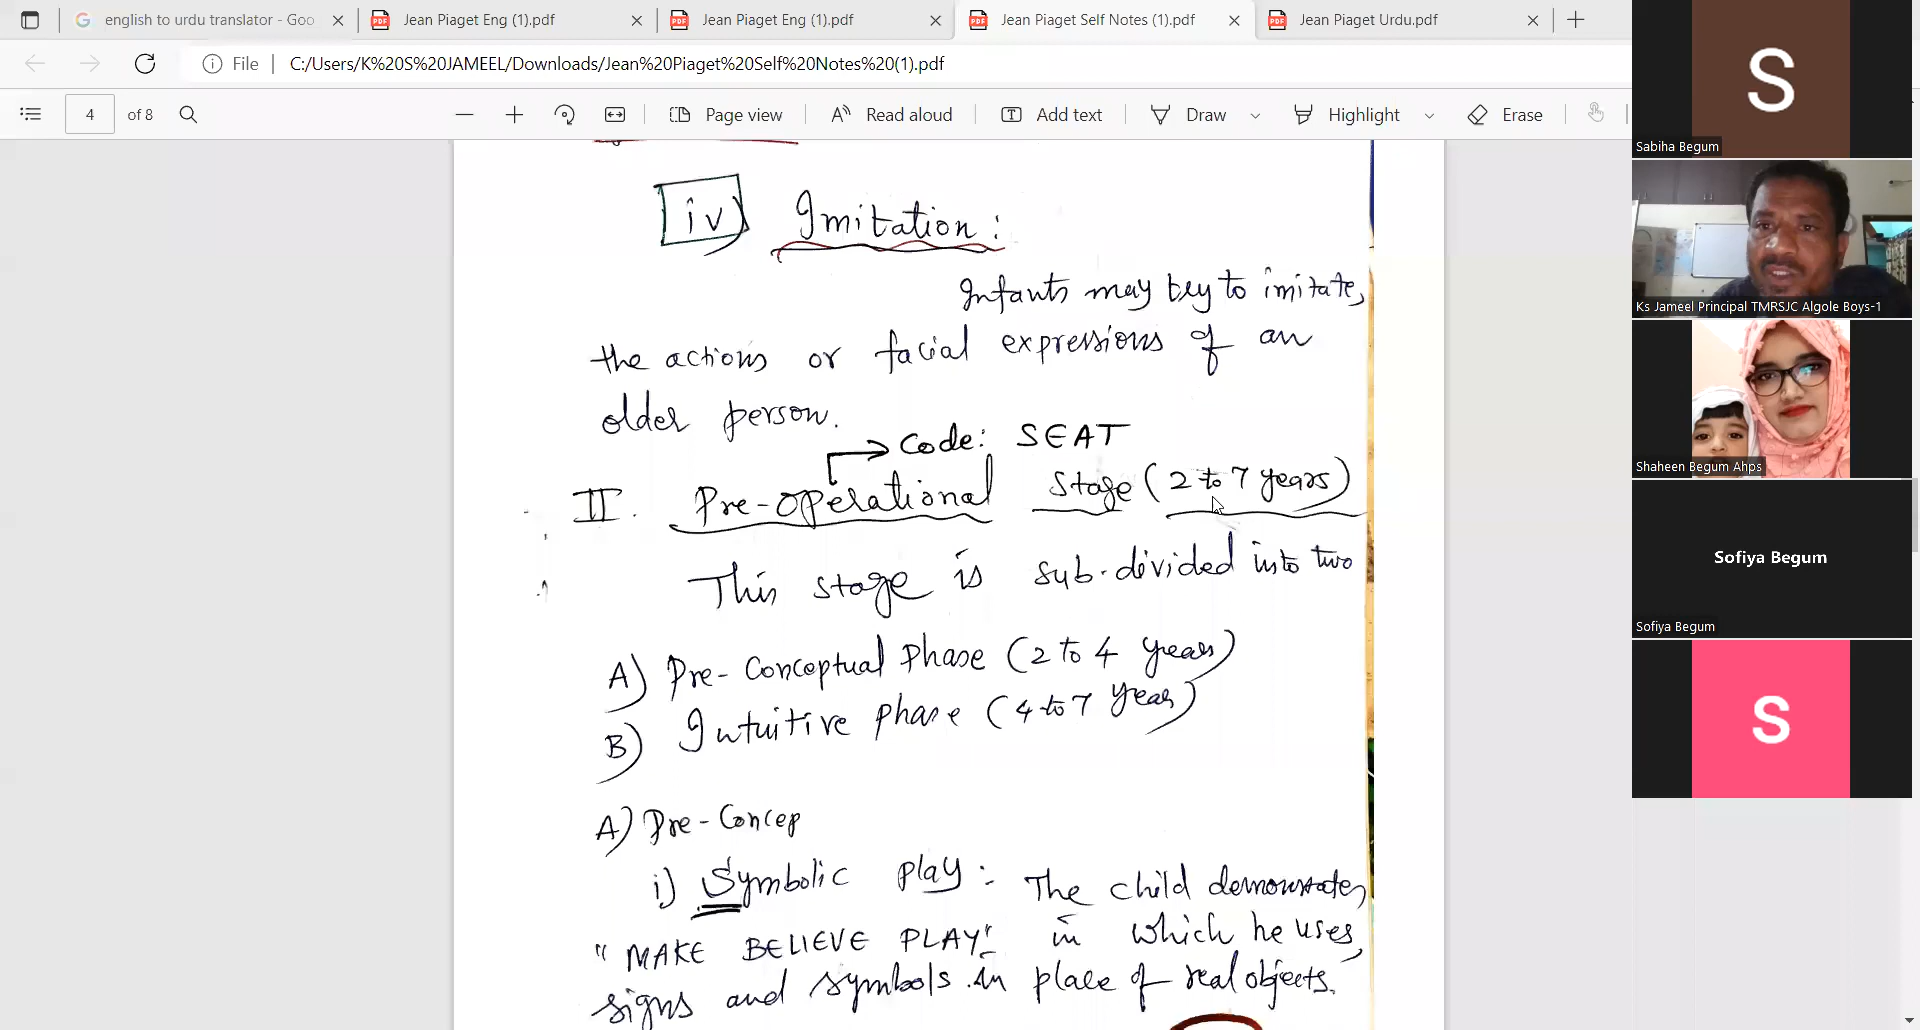 english to urdu translator - Goo
Jean Piaget Eng (1).pdf
Jean Piaget Eng (1).pdf
Jean Piaget Self Notes (1).pdf
Jean Piaget Urdu.pdf
File
C:/Users/K%20S%20JAMEEL/Downloads/Jean%20Piaget%20Self%20Notes%20(1).pdf
4 of 8
Page view
Read aloud
Add text
Draw
Highlight
Erase
iv) Imitation:
Infants may try to imitate
the actions or facial expressions of an
older person.
Code: SEAT
II. Pre-operational Stage (2 to 7 years)
This stage is sub-divided into two
A) Pre-Conceptual Phase (2 to 4 years)
B) Intuitive phase (4 to 7 year)
A) Pre-Concep
i) Symbolic play: The child demonstrates
"MAKE BELIEVE PLAY" in which he uses
signs and symbols in place of real objects.
S
Sabiha Begum
Ks Jameel Principal TMRSJC Algole Boys-1
Shaheen Begum Ahps
Sofiya Begum
Sofiya Begum
S